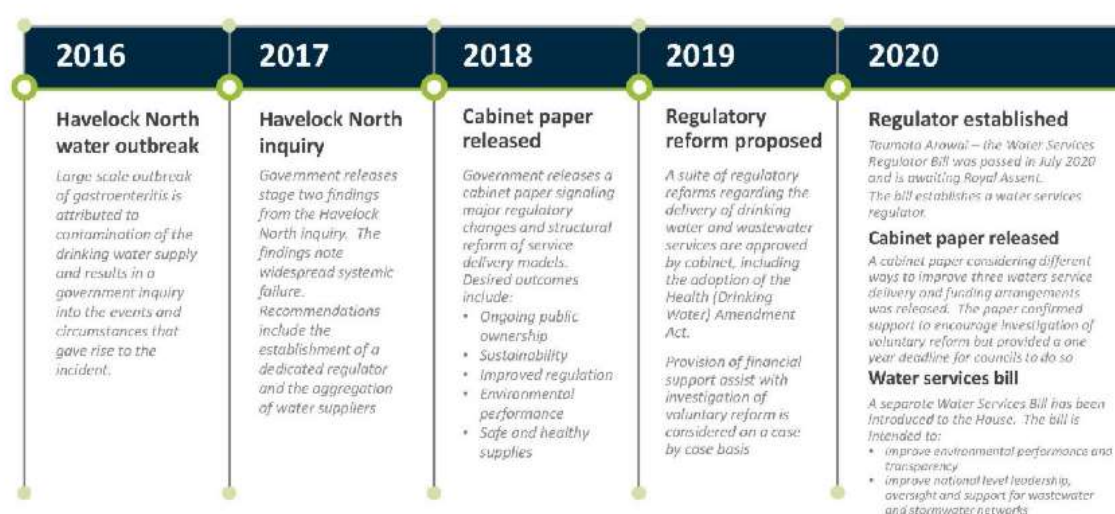 2016
Havelock North
water outbreak
Large scale outbreak
of gastroenteritis is
attributed to
contamination of the
drinking water supply
and results in a
government inquiry
into the events and
circumstances that
gave rise to the
incident.
2017
Havelock North
inquiry
Government releases
stage two findings
from the Havelock
North inquiry. The
findings note
widespread systemic
failure.
Recommendations
include the
establishment of a
dedicated regulator
and the aggregation
of water suppliers
2018
Cabinet paper
released
Government releases a
cabinet paper signaling
major regulatory
changes and structural
reform of service
delivery models.
Desired outcomes
include:
• Ongoing public
ownership
• Sustainability
• Improved regulation
• Environmental
performance
• Safe and healthy
supplies
2019
Regulatory
reform proposed
A suite of regulatory
reforms regarding the
delivery of drinking
water and wastewater
services are approved
by cabinet, including
the adoption of the
Health (Drinking
Water) Amendment
Act.
Provision of financial
support assist with
investigation of
voluntary reform is
considered on a case
by case basis
2020
Regulator established
Taumata Arowai – the Water Services
Regulator Bill was passed in July 2020
and is awaiting Royal Assent.
The bill establishes a water services
regulator.
Cabinet paper released
A cabinet paper considering different
ways to improve three waters service
delivery and funding arrangements
was released. The paper confirmed
support to encourage investigation of
voluntary reform but provided a one
year deadline for councils to do so
Water services bill
A separate Water Services Bill has been
introduced to the House. The bill is
intended to:
• improve environmental performance and
transparency
• improve national level leadership,
oversight and support for wastewater
and stormwater networks